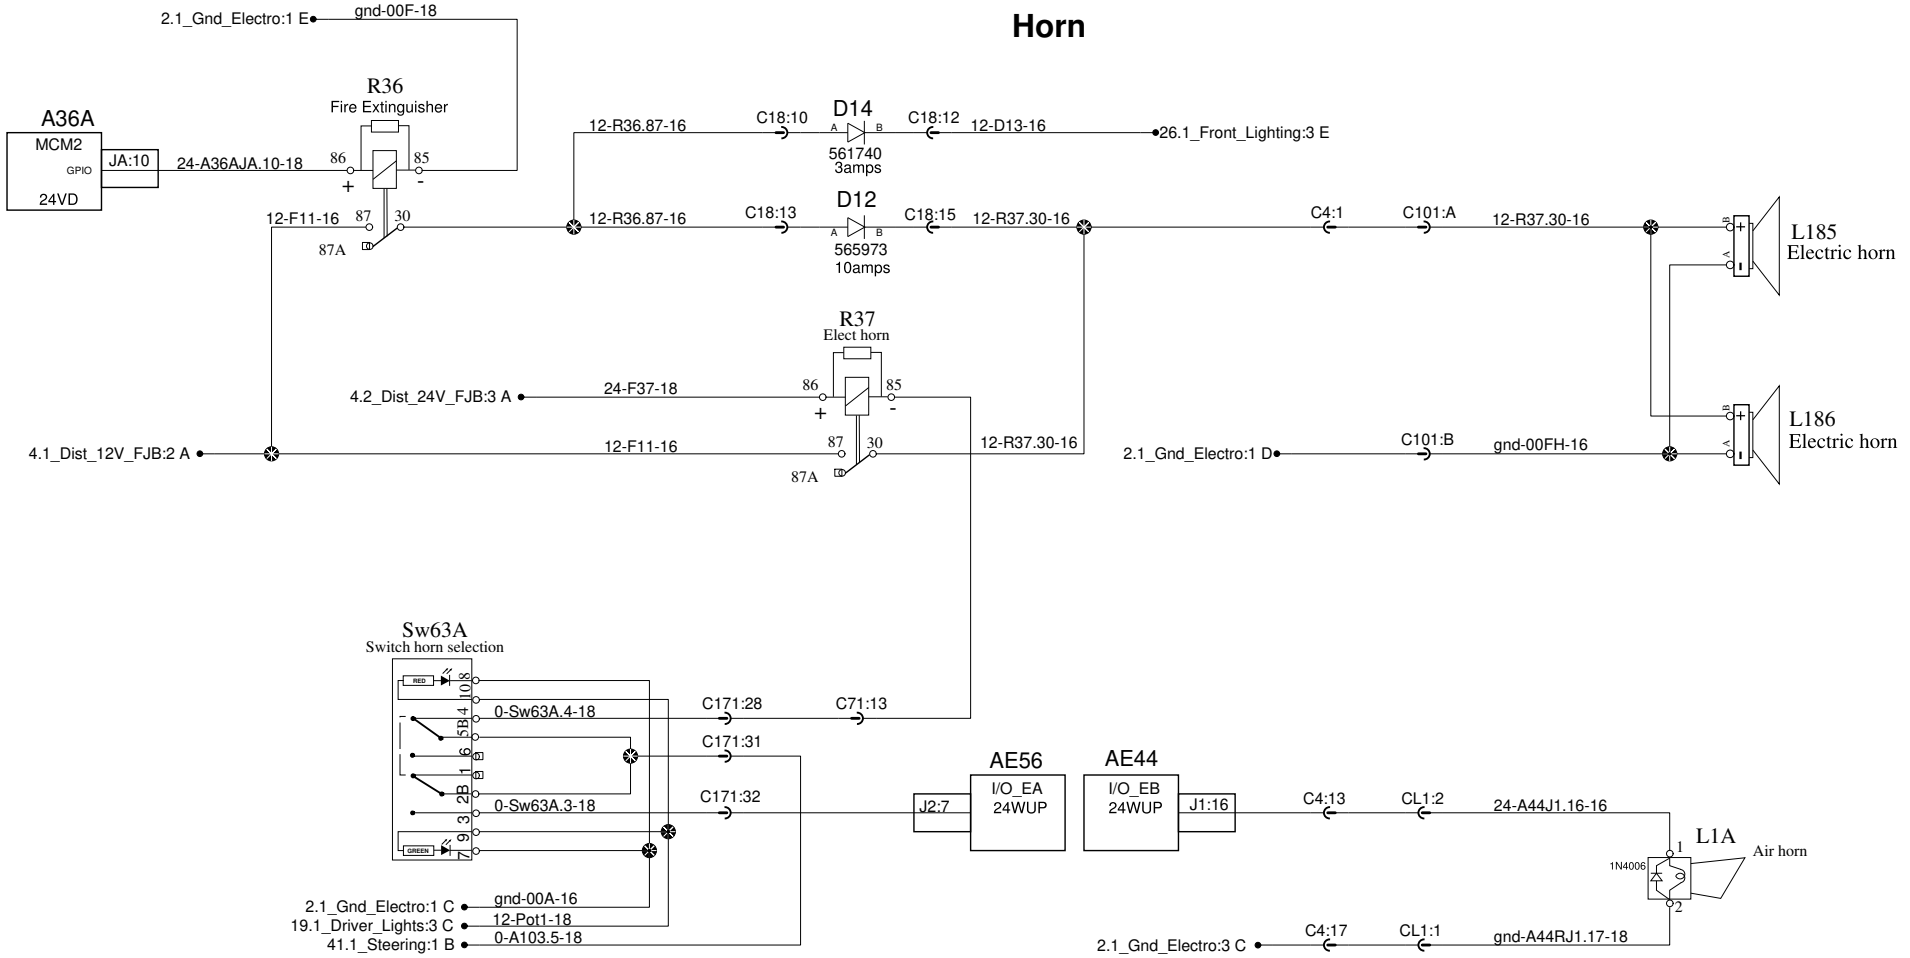 Horn
2.1_Gnd_Electro:1 E
gnd-00F-18
R36
Fire Extinguisher
A36A
MCM2
GPIO
24VD
JA:10
24-A36AJA.10-18
86
85
+
-
12-F11-16
87
30
87A
12-R36.87-16
C18:10
D14
A
B
561740
3amps
C18:12
12-D13-16
26.1_Front_Lighting:3 E
12-R36.87-16
C18:13
D12
A
B
565973
10amps
C18:15
12-R37.30-16
C4:1
C101:A
12-R37.30-16
B
A
+
-
L185
Electric horn
R37
Elect horn
4.2_Dist_24V_FJB:3 A
24-F37-18
86
85
+
-
4.1_Dist_12V_FJB:2 A
12-F11-16
87
30
87A
12-R37.30-16
2.1_Gnd_Electro:1 D
C101:B
gnd-00FH-16
B
A
+
-
L186
Electric horn
Sw63A
Switch horn selection
RED
8
10
4
5B
6
1
2B
3
9
7
GREEN
0-Sw63A.4-18
C171:28
C71:13
C171:31
0-Sw63A.3-18
C171:32
AE56
I/O_EA
24WUP
J2:7
AE44
I/O_EB
24WUP
J1:16
C4:13
CL1:2
24-A44J1.16-16
L1A
Air horn
1N4006
1
2
2.1_Gnd_Electro:1 C
gnd-00A-16
19.1_Driver_Lights:3 C
12-Pot1-18
41.1_Steering:1 B
0-A103.5-18
2.1_Gnd_Electro:3 C
C4:17
CL1:1
gnd-A44RJ1.17-18